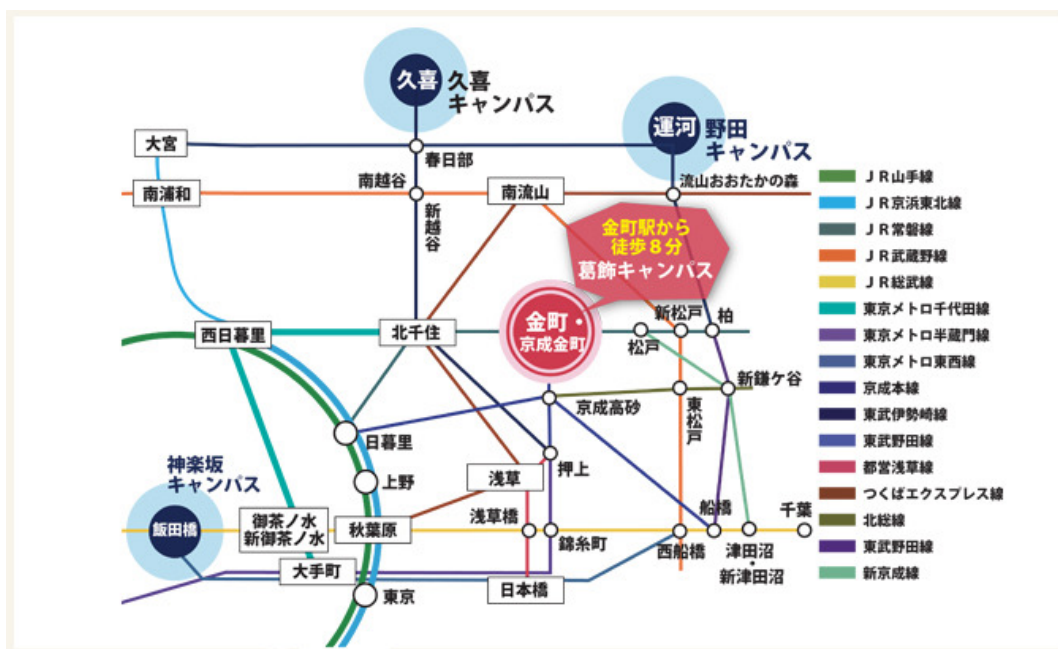 久喜
久喜
キャンパス
運河
野田
キャンパス
大宮
春日部
南浦和
南越谷
新越谷
南流山
流山おおたかの森
金町駅から
徒歩８分
葛飾キャンパス
西日暮里
北千住
金町・
京成金町
新松戸
松戸
柏
日暮里
京成高砂
東松戸
新鎌ケ谷
神楽坂
キャンパス
飯田橋
上野
浅草
押上
御茶ノ水
新御茶ノ水
秋葉原
浅草橋
錦糸町
西船橋
船橋
津田沼
・
新津田沼
千葉
大手町
東京
日本橋
ＪＲ山手線
ＪＲ京浜東北線
ＪＲ常磐線
ＪＲ武蔵野線
ＪＲ総武線
東京メトロ千代田線
東京メトロ半蔵門線
東京メトロ東西線
京成本線
東武伊勢崎線
東武野田線
都営浅草線
つくばエクスプレス線
北総線
東武野田線
新京成線